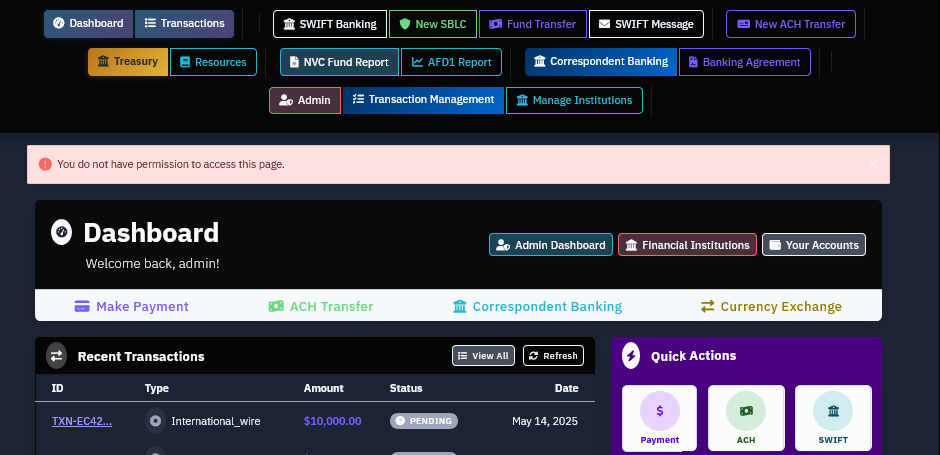 Dashboard Transactions SWIFT Banking New SBLC Fund Transfer SWIFT Message New ACH Transfer
Treasury Resources NVC Fund Report AFD1 Report Correspondent Banking Banking Agreement
Admin Transaction Management Manage Institutions
You do not have permission to access this page.
Dashboard
Welcome back, admin!
Admin Dashboard Financial Institutions Your Accounts
Make Payment ACH Transfer Correspondent Banking Currency Exchange
Recent Transactions View All Refresh
ID Type Amount Status Date
TXN-EC42... International_wire $10,000.00 PENDING May 14, 2025
Quick Actions
Payment ACH SWIFT